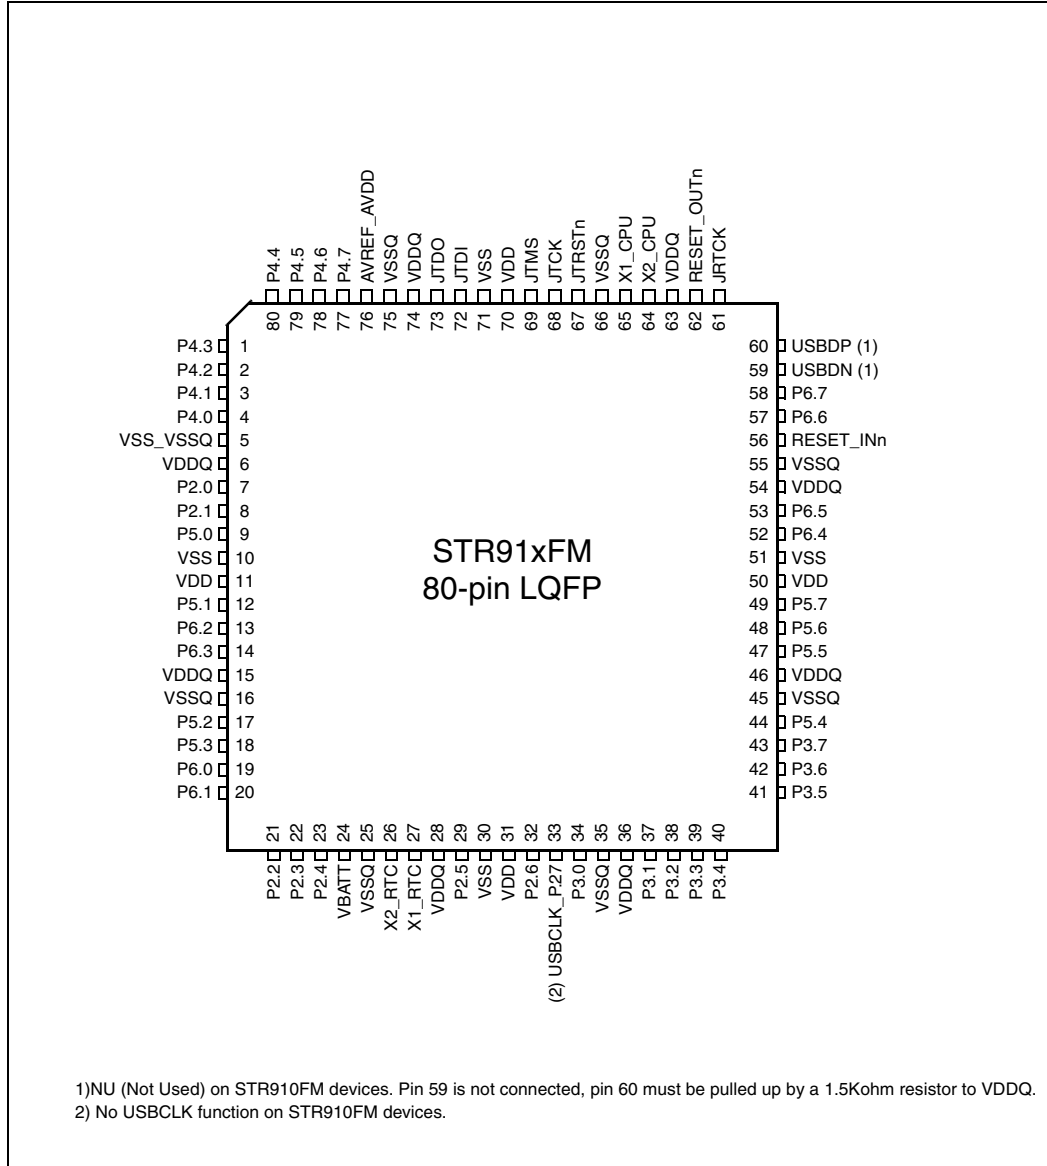 80 P4.4
79 P4.5
78 P4.6
77 P4.7
76 AVREF_AVDD
75 VSSQ
74 VDDQ
73 JTDO
72 JTDI
71 VSS
70 VDD
69 JTMS
68 JTCK
67 JTRSTn
66 VSSQ
65 X1_CPU
64 X2_CPU
63 VDDQ
62 RESET_OUTn
61 JRTCK
P4.3 1
P4.2 2
P4.1 3
P4.0 4
VSS_VSSQ 5
VDDQ 6
P2.0 7
P2.1 8
P5.0 9
VSS 10
VDD 11
P5.1 12
P6.2 13
P6.3 14
VDDQ 15
VSSQ 16
P5.2 17
P5.3 18
P6.0 19
P6.1 20
STR91xFM
80-pin LQFP
60 USBDP (1)
59 USBDN (1)
58 P6.7
57 P6.6
56 RESET_INn
55 VSSQ
54 VDDQ
53 P6.5
52 P6.4
51 VSS
50 VDD
49 P5.7
48 P5.6
47 P5.5
46 VDDQ
45 VSSQ
44 P5.4
43 P3.7
42 P3.6
41 P3.5
P2.2 21
P2.3 22
P2.4 23
VBATT 24
VSSQ 25
X2_RTC 26
X1_RTC 27
VDDQ 28
P2.5 29
VSS 30
VDD 31
P2.6 32
(2) USBCLK_P27 33
P3.0 34
VSSQ 35
VDDQ 36
P3.1 37
P3.2 38
P3.3 39
P3.4 40
1)NU (Not Used) on STR910FM devices. Pin 59 is not connected, pin 60 must be pulled up by a 1.5Kohm resistor to VDDQ.
2) No USBCLK function on STR910FM devices.